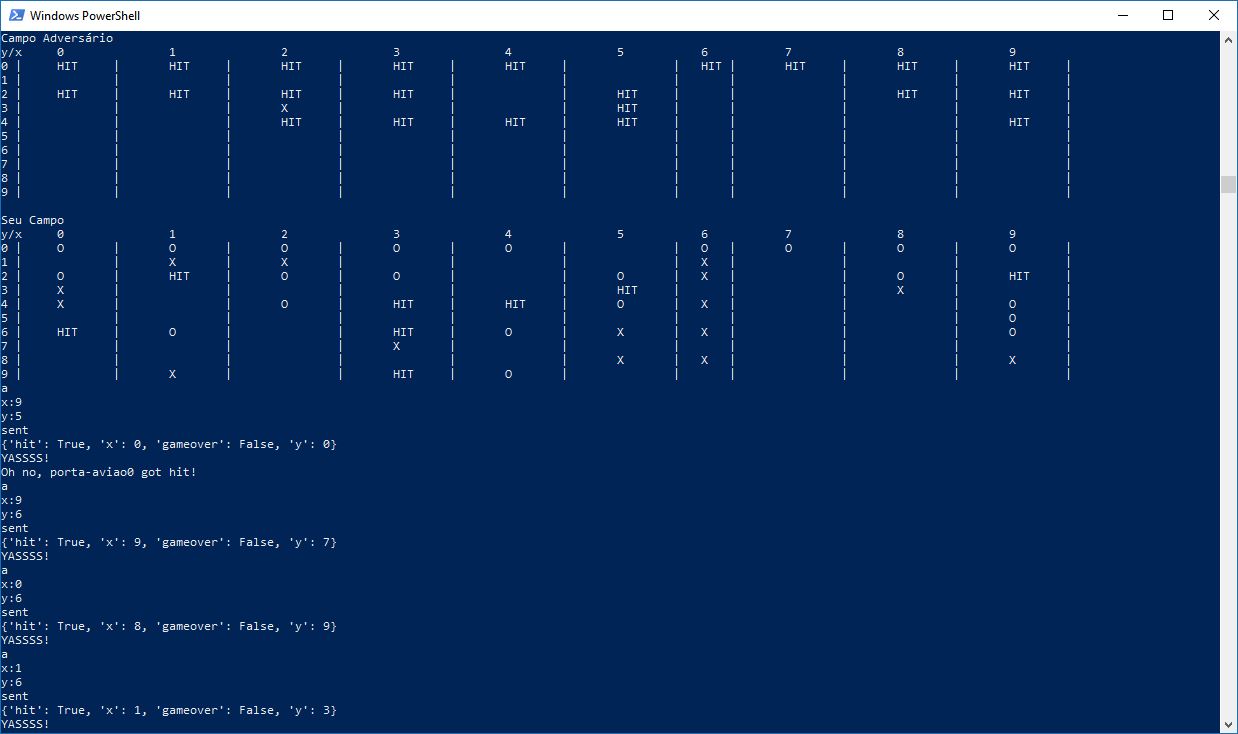 Windows PowerShell
Campo Adversário
y/x 0 1 2 3 4 5 6 7 8 9
0 | HIT | HIT | HIT | HIT | HIT | | HIT | HIT | HIT | HIT |
1 | | | | | | | | | | |
2 | HIT | HIT | HIT | HIT | | HIT | | | HIT | HIT |
3 | | | X | | | HIT | | | | |
4 | | | HIT | HIT | HIT | HIT | | | | HIT |
5 | | | | | | | | | | |
6 | | | | | | | | | | |
7 | | | | | | | | | | |
8 | | | | | | | | | | |
9 | | | | | | | | | | |
Seu Campo
y/x 0 1 2 3 4 5 6 7 8 9
0 | O | O | O | O | O | | O | O | O | O |
1 | | X | X | | | | X | | | |
2 | O | HIT | O | O | | O | X | | O | HIT |
3 | X | | | | | HIT | | | X | |
4 | X | | O | HIT | HIT | O | X | | | O |
5 | | | | | | | | | | O |
6 | HIT | O | | HIT | O | X | X | | | O |
7 | | | | X | | | | | | |
8 | | | | | | X | X | | | X |
9 | | X | | HIT | O | | | | | |
a
x:9
y:5
sent
{'hit': True, 'x': 0, 'gameover': False, 'y': 0}
YASSSS!
Oh no, porta-aviao0 got hit!
a
x:9
y:6
sent
{'hit': True, 'x': 9, 'gameover': False, 'y': 7}
YASSSS!
a
x:0
y:6
sent
{'hit': True, 'x': 8, 'gameover': False, 'y': 9}
YASSSS!
a
x:1
y:6
sent
{'hit': True, 'x': 1, 'gameover': False, 'y': 3}
YASSSS!